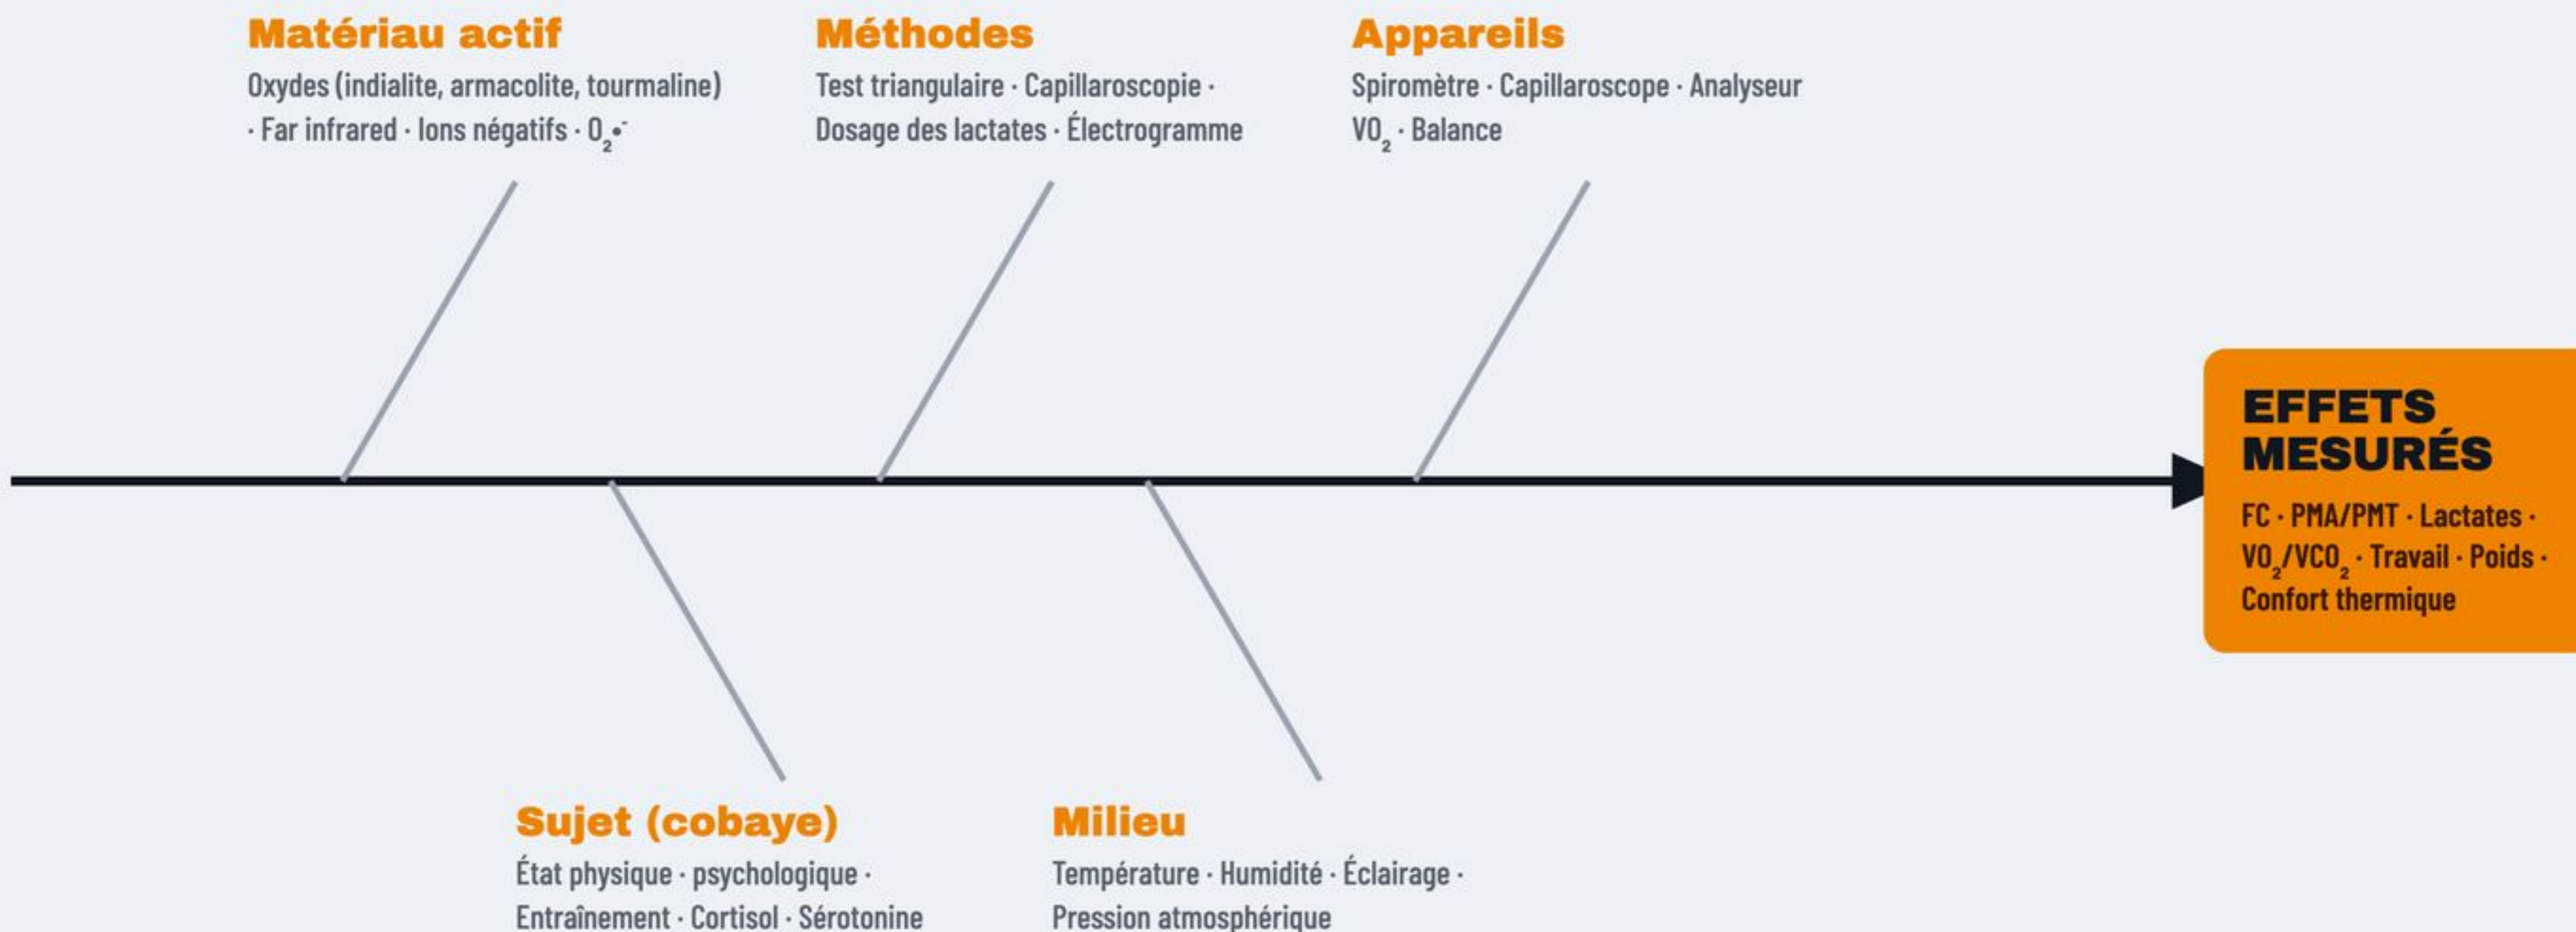 Matériau actif
Oxydes (indialite, armacolite, tourmaline)
· Far infrared · Ions négatifs · O₂•⁻
Méthodes
Test triangulaire · Capillaroscopie ·
Dosage des lactates · Électrogramme
Appareils
Spiromètre · Capillaroscope · Analyseur
VO₂ · Balance
EFFETS
MESURÉS
FC · PMA/PMT · Lactates ·
VO₂/VCO₂ · Travail · Poids ·
Confort thermique
Sujet (cobaye)
État physique · psychologique ·
Entraînement · Cortisol · Sérotonine
Milieu
Température · Humidité · Éclairage ·
Pression atmosphérique